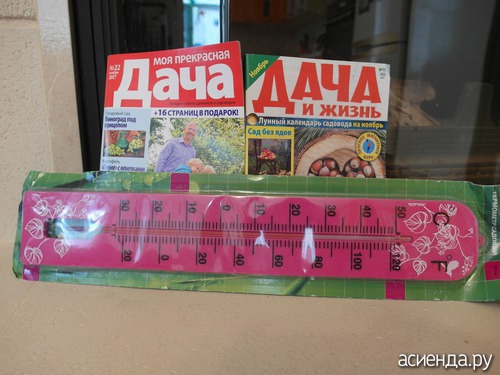 №22
МОЯ ПРЕКРАСНАЯ
Дача
+16 СТРАНИЦ В ПОДАРОК!
Виноград под
прицелом
Ноябрь
ДАЧА
И ЖИЗНЬ
Лунный календарь садовода на ноябрь
Сад без ядов
30 20 10 0 10 20 30 40 50 °C
20 0 20 40 60 80 100 120 °F
асиенда.ру